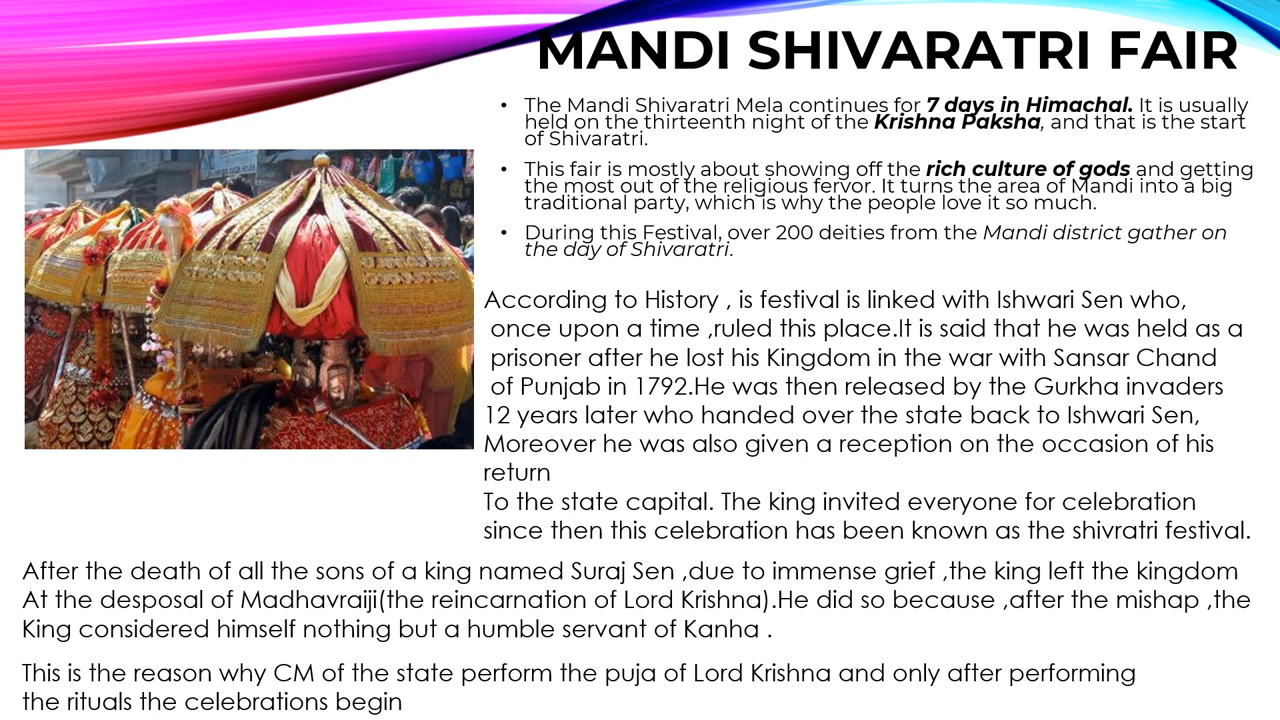 MANDI SHIVARATRI FAIR
• The Mandi Shivaratri Mela continues for 7 days in Himachal. It is usually
held on the thirteenth night of the Krishna Paksha, and that is the start
of Shivaratri.
• This fair is mostly about showing off the rich culture of gods and getting
the most out of the religious fervor. It turns the area of Mandi into a big
traditional party, which is why the people love it so much.
• During this Festival, over 200 deities from the Mandi district gather on
the day of Shivaratri.
According to History , is festival is linked with Ishwari Sen who,
once upon a time ,ruled this place.It is said that he was held as a
prisoner after he lost his Kingdom in the war with Sansar Chand
of Punjab in 1792.He was then released by the Gurkha invaders
12 years later who handed over the state back to Ishwari Sen,
Moreover he was also given a reception on the occasion of his
return
To the state capital. The king invited everyone for celebration
since then this celebration has been known as the shivratri festival.
After the death of all the sons of a king named Suraj Sen ,due to immense grief ,the king left the kingdom
At the desposal of Madhavraiji(the reincarnation of Lord Krishna).He did so because ,after the mishap ,the
King considered himself nothing but a humble servant of Kanha .
This is the reason why CM of the state perform the puja of Lord Krishna and only after performing
the rituals the celebrations begin